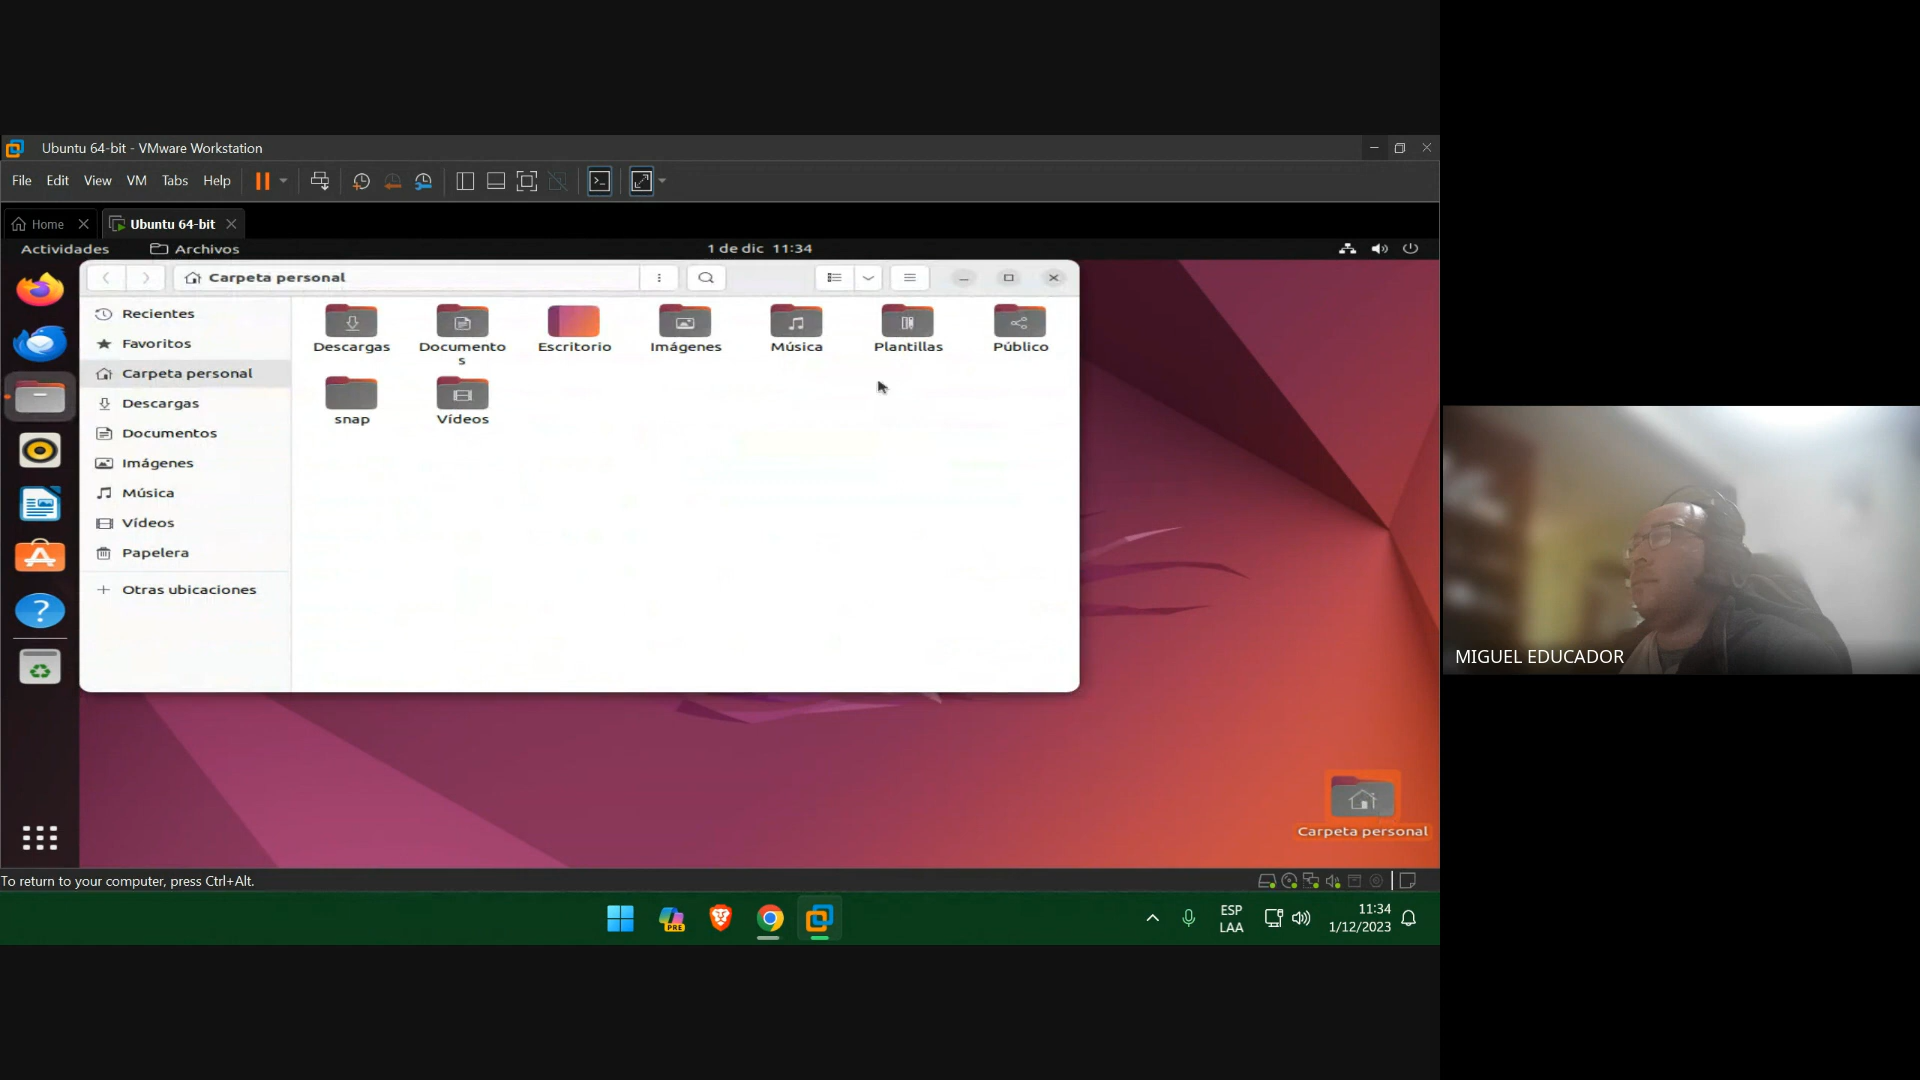 Ubuntu 64-bit - VMware Workstation
File Edit View VM Tabs Help
Home Ubuntu 64-bit
Actividades Archivos 1 de dic 11:34
Carpeta personal
Recientes
Favoritos
Carpeta personal
Descargas
Documentos
Imágenes
Música
Vídeos
Papelera
Otras ubicaciones
Descargas
Documento
s
Escritorio
Imágenes
Música
Plantillas
Público
snap
Vídeos
Carpeta personal
MIGUEL EDUCADOR
To return to your computer, press Ctrl+Alt.
PRE
ESP
LAA
11:34
1/12/2023